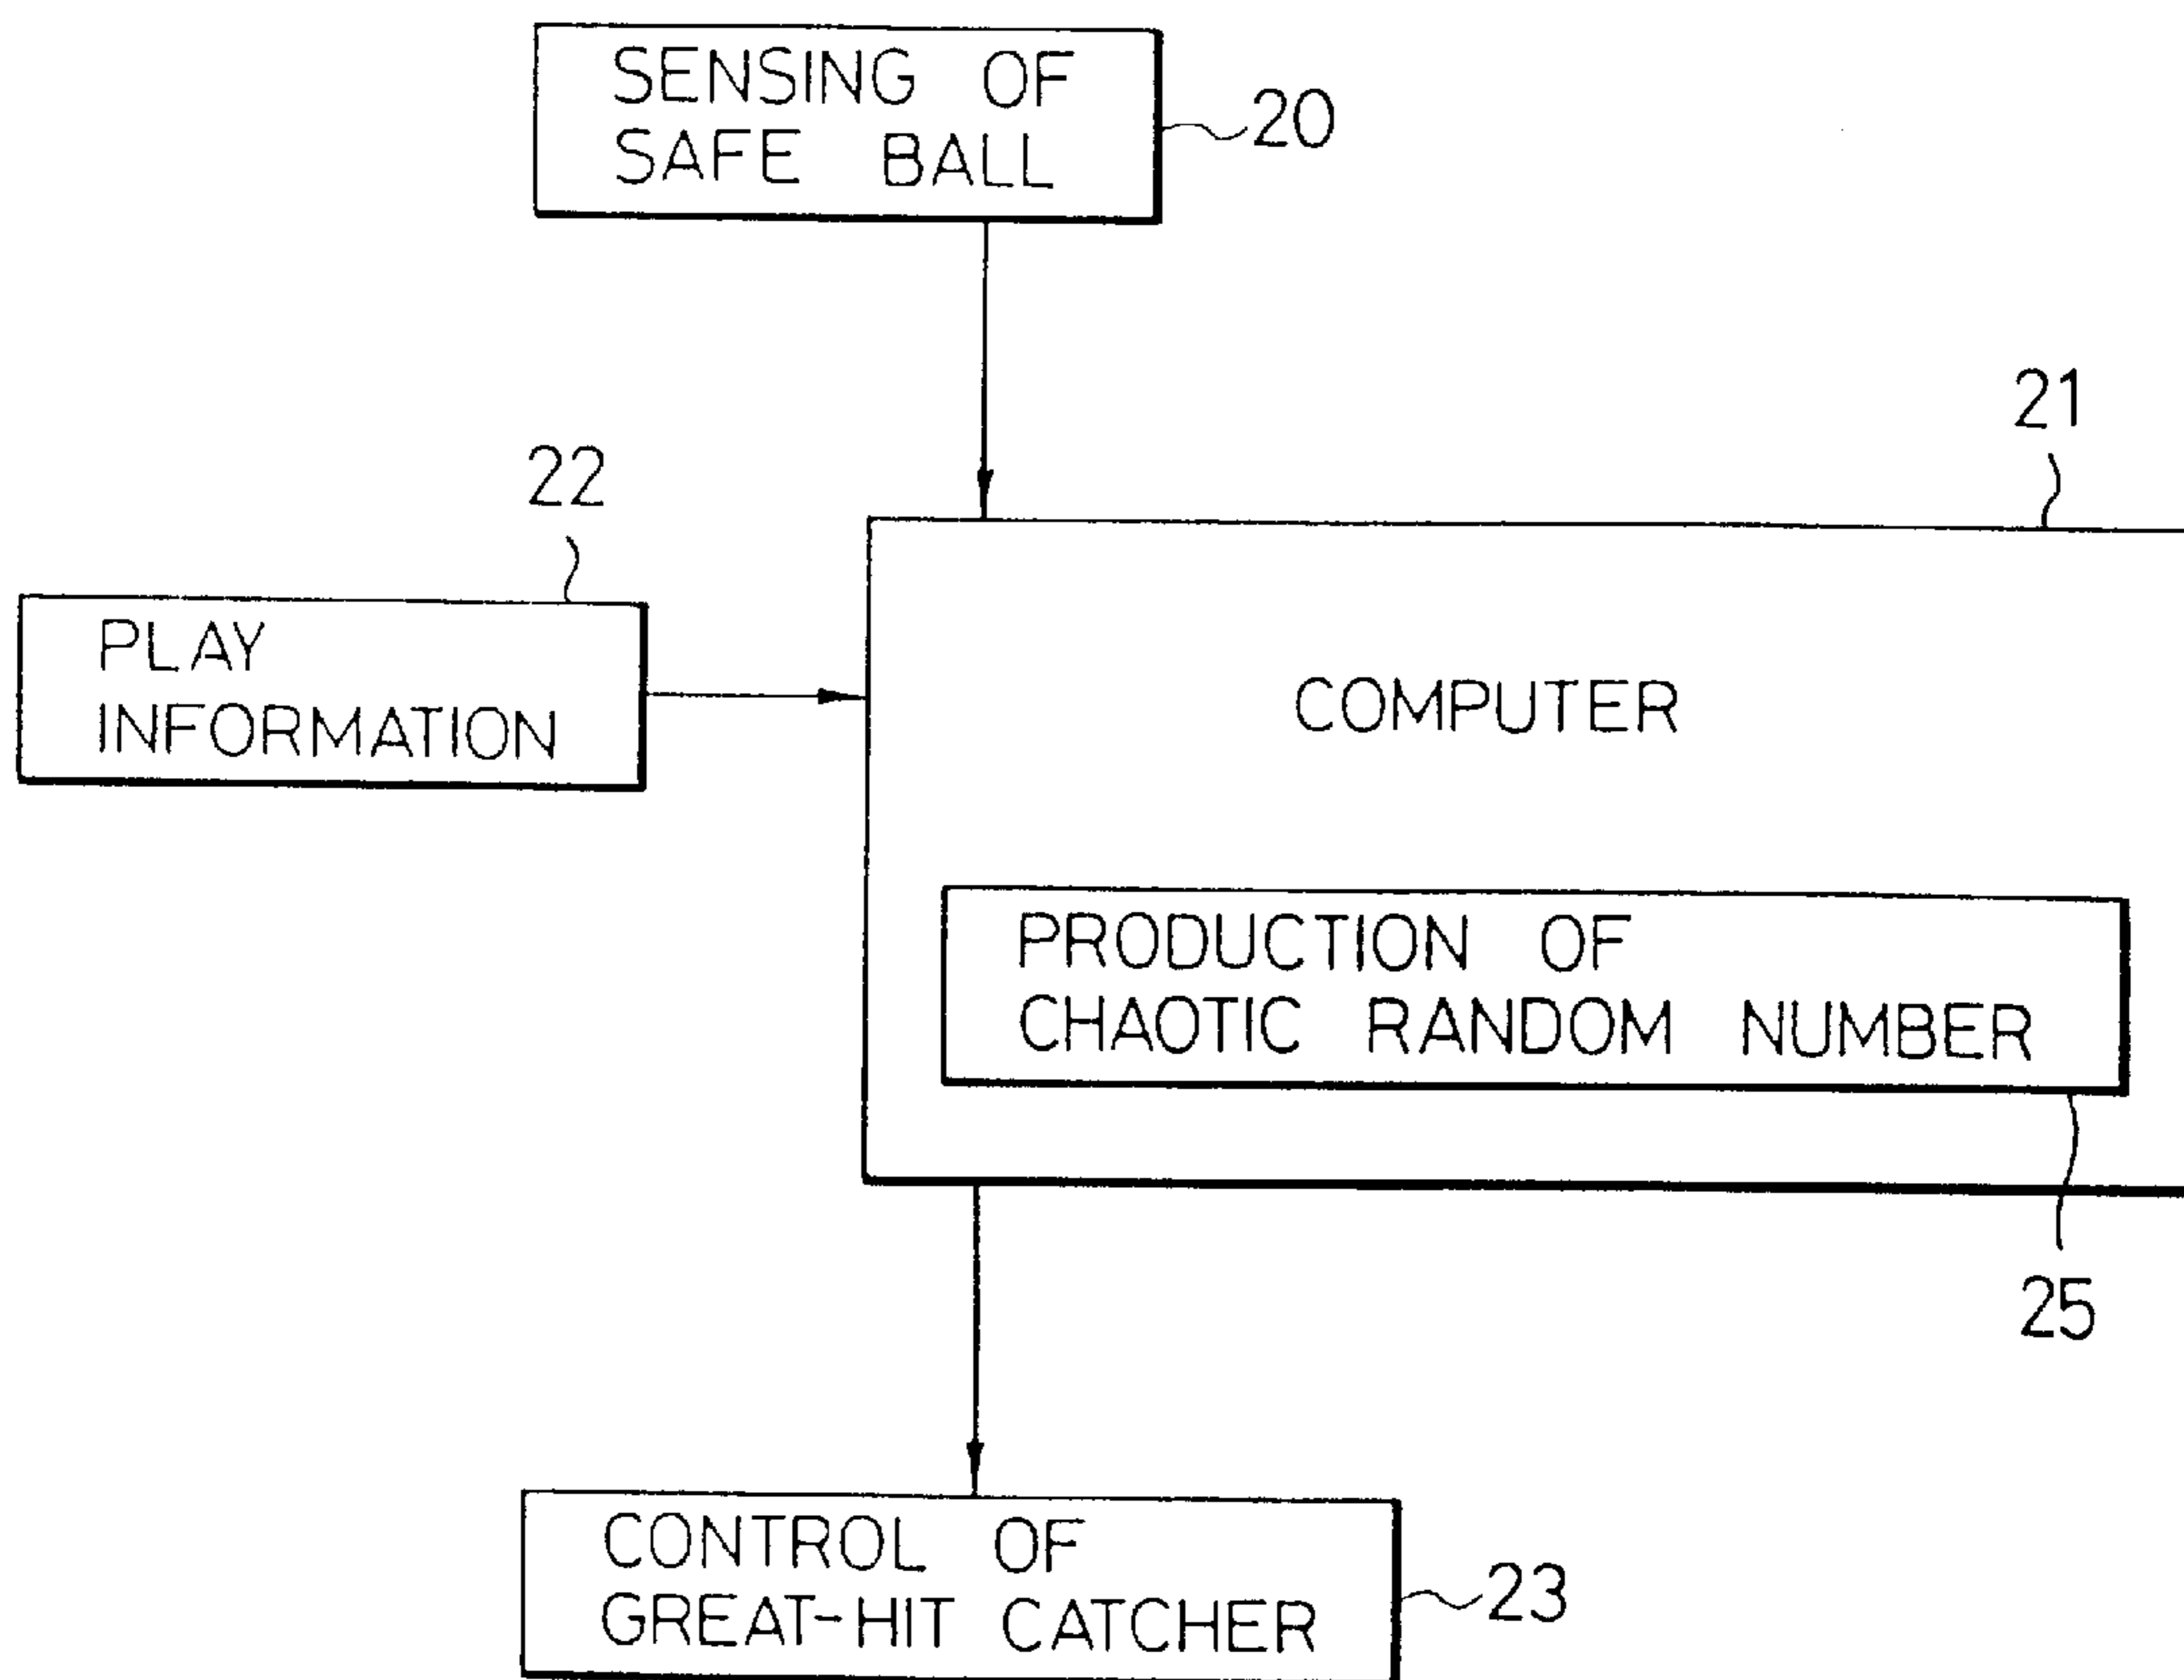 SENSING OF
SAFE BALL
20
21
22
PLAY
INFORMATION
COMPUTER
PRODUCTION OF
CHAOTIC RANDOM NUMBER
25
CONTROL OF
GREAT-HIT CATCHER
23